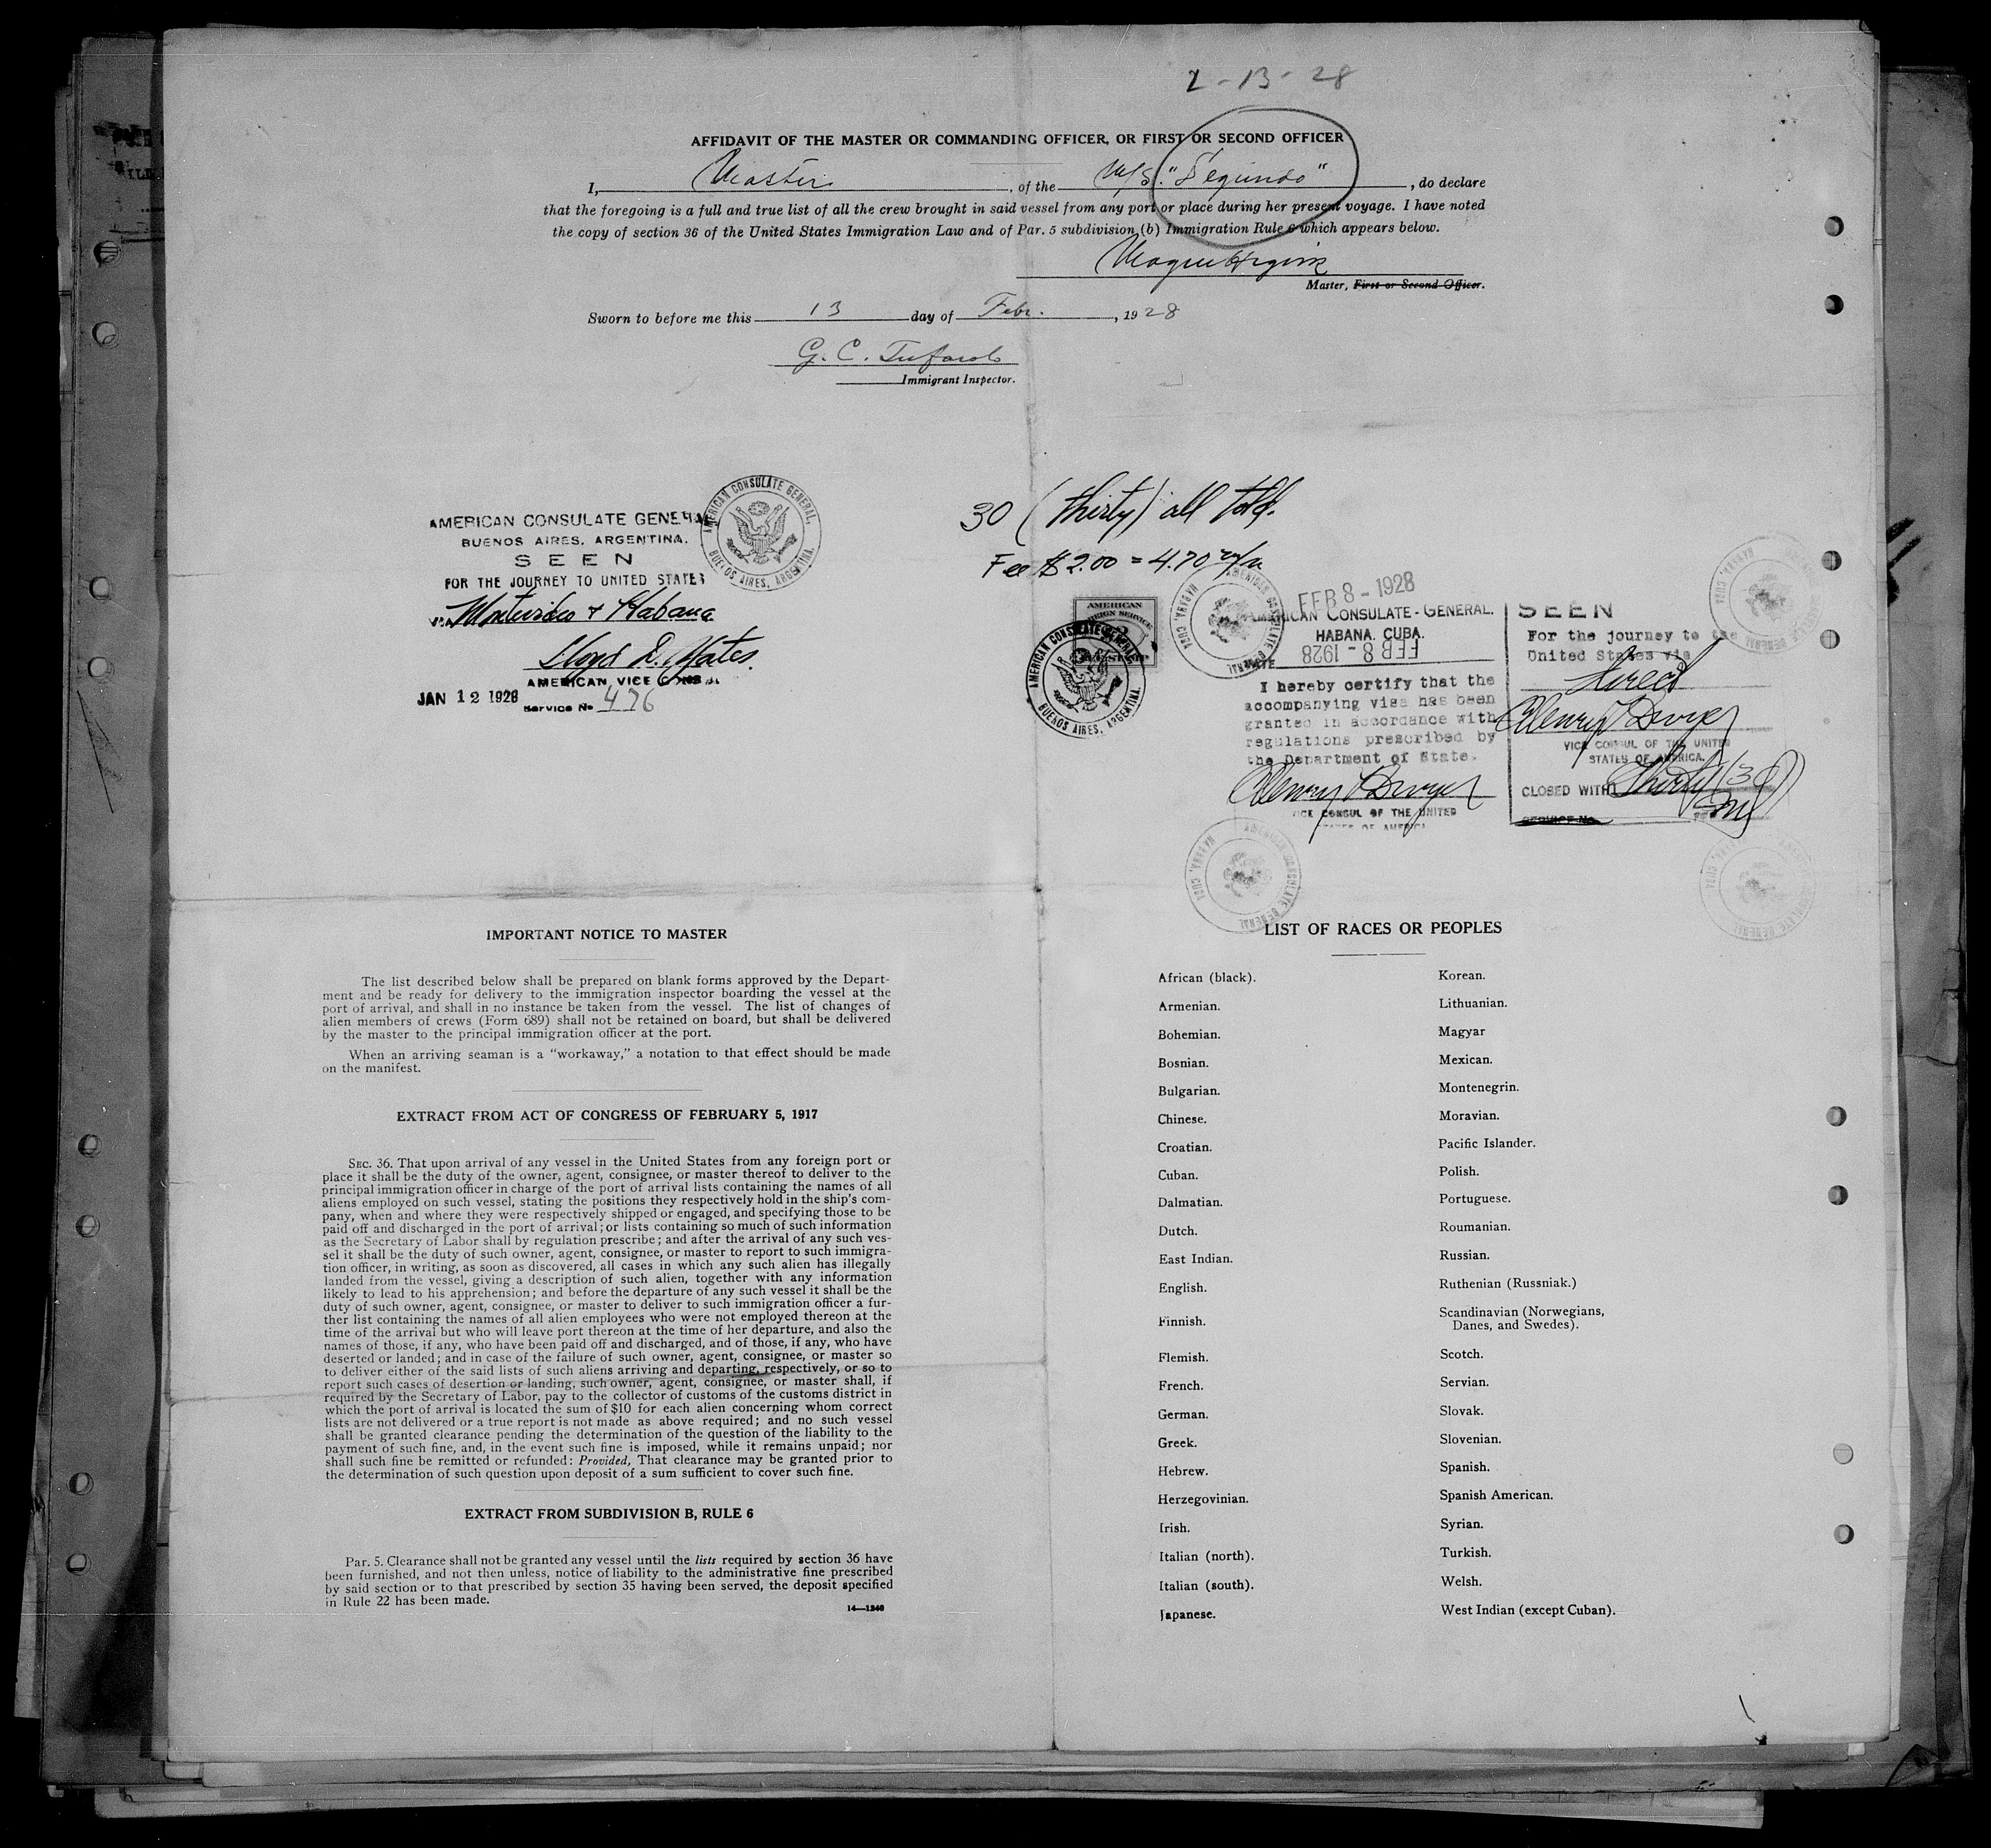 2-13-28
AFFIDAVIT OF THE MASTER OR COMMANDING OFFICER, OR FIRST OR SECOND OFFICER
I, Master, of the M/S. "Segundo", do declare
that the foregoing is a full and true list of all the crew brought in said vessel from any port or place during her present voyage. I have noted
the copy of section 36 of the United States Immigration Law and of Par. 5 subdivision (b) Immigration Rule 6 which appears below.
Master, First or Second Officer.
Sworn to before me this 13 day of Febr., 1928
G. C.
Immigrant Inspector.
AMERICAN CONSULATE GENERAL
BUENOS AIRES, ARGENTINA.
SEEN
FOR THE JOURNEY TO UNITED STATES
VIA Montevideo & Habana
Lloyd D. Yates.
AMERICAN VICE CONSUL
JAN 12 1928 Service No 476
AMERICAN CONSULATE GENERAL,
BUENOS AIRES, ARGENTINA.
30 (thirty) all told.
Fee $2.00 = 4.70 m/n
AMERICAN
FOREIGN SERVICE
AMERICAN CONSULATE GENERAL
BUENOS AIRES, ARGENTINA.
AMERICAN CONSULATE GENERAL
HABANA, CUBA
FEB 8 - 1928
AMERICAN CONSULATE-GENERAL.
HABANA, CUBA.
DATE FEB 8 - 1928
I hereby certify that the
accompanying visa has been
granted in accordance with
regulations prescribed by
the Department of State.
Henry T Dwyer
VICE CONSUL OF THE UNITED
STATES OF AMERICA
SEEN
For the journey to the
United States via
direct
Henry T Dwyer
VICE CONSUL OF THE UNITED
STATES OF AMERICA.
CLOSED WITH Thirty (30)
SERVICE No.
IMPORTANT NOTICE TO MASTER
The list described below shall be prepared on blank forms approved by the Depart-
ment and be ready for delivery to the immigration inspector boarding the vessel at the
port of arrival, and shall in no instance be taken from the vessel. The list of changes of
alien members of crews (Form 689) shall not be retained on board, but shall be delivered
by the master to the principal immigration officer at the port.
When an arriving seaman is a "workaway," a notation to that effect should be made
on the manifest.
EXTRACT FROM ACT OF CONGRESS OF FEBRUARY 5, 1917
SEC. 36. That upon arrival of any vessel in the United States from any foreign port or
place it shall be the duty of the owner, agent, consignee, or master thereof to deliver to the
principal immigration officer in charge of the port of arrival lists containing the names of all
aliens employed on such vessel, stating the positions they respectively hold in the ship's com-
pany, when and where they were respectively shipped or engaged, and specifying those to be
paid off and discharged in the port of arrival; or lists containing so much of such information
as the Secretary of Labor shall by regulation prescribe; and after the arrival of any such ves-
sel it shall be the duty of such owner, agent, consignee, or master to report to such immigra-
tion officer, in writing, as soon as discovered, all cases in which any such alien has illegally
landed from the vessel, giving a description of such alien, together with any information
likely to lead to his apprehension; and before the departure of any such vessel it shall be the
duty of such owner, agent, consignee, or master to deliver to such immigration officer a fur-
ther list containing the names of all alien employees who were not employed thereon at the
time of the arrival but who will leave port thereon at the time of her departure, and also the
names of those, if any, who have been paid off and discharged, and of those, if any, who have
deserted or landed; and in case of the failure of such owner, agent, consignee, or master so
to deliver either of the said lists of such aliens arriving and departing, respectively, or so to
report such cases of desertion or landing, such owner, agent, consignee, or master shall, if
required by the Secretary of Labor, pay to the collector of customs of the customs district in
which the port of arrival is located the sum of $10 for each alien concerning whom correct
lists are not delivered or a true report is not made as above required; and no such vessel
shall be granted clearance pending the determination of the question of the liability to the
payment of such fine, and, in the event such fine is imposed, while it remains unpaid; nor
shall such fine be remitted or refunded: Provided, That clearance may be granted prior to
the determination of such question upon deposit of a sum sufficient to cover such fine.
EXTRACT FROM SUBDIVISION B, RULE 6
Par. 5. Clearance shall not be granted any vessel until the lists required by section 36 have
been furnished, and not then unless, notice of liability to the administrative fine prescribed
by said section or to that prescribed by section 35 having been served, the deposit specified
in Rule 22 has been made.
14—1240
LIST OF RACES OR PEOPLES
African (black).
Armenian.
Bohemian.
Bosnian.
Bulgarian.
Chinese.
Croatian.
Cuban.
Dalmatian.
Dutch.
East Indian.
English.
Finnish.
Flemish.
French.
German.
Greek.
Hebrew.
Herzegovinian.
Irish.
Italian (north).
Italian (south).
Japanese.
Korean.
Lithuanian.
Magyar
Mexican.
Montenegrin.
Moravian.
Pacific Islander.
Polish.
Portuguese.
Roumanian.
Russian.
Ruthenian (Russniak.)
Scandinavian (Norwegians,
Danes, and Swedes).
Scotch.
Servian.
Slovak.
Slovenian.
Spanish.
Spanish American.
Syrian.
Turkish.
Welsh.
West Indian (except Cuban).